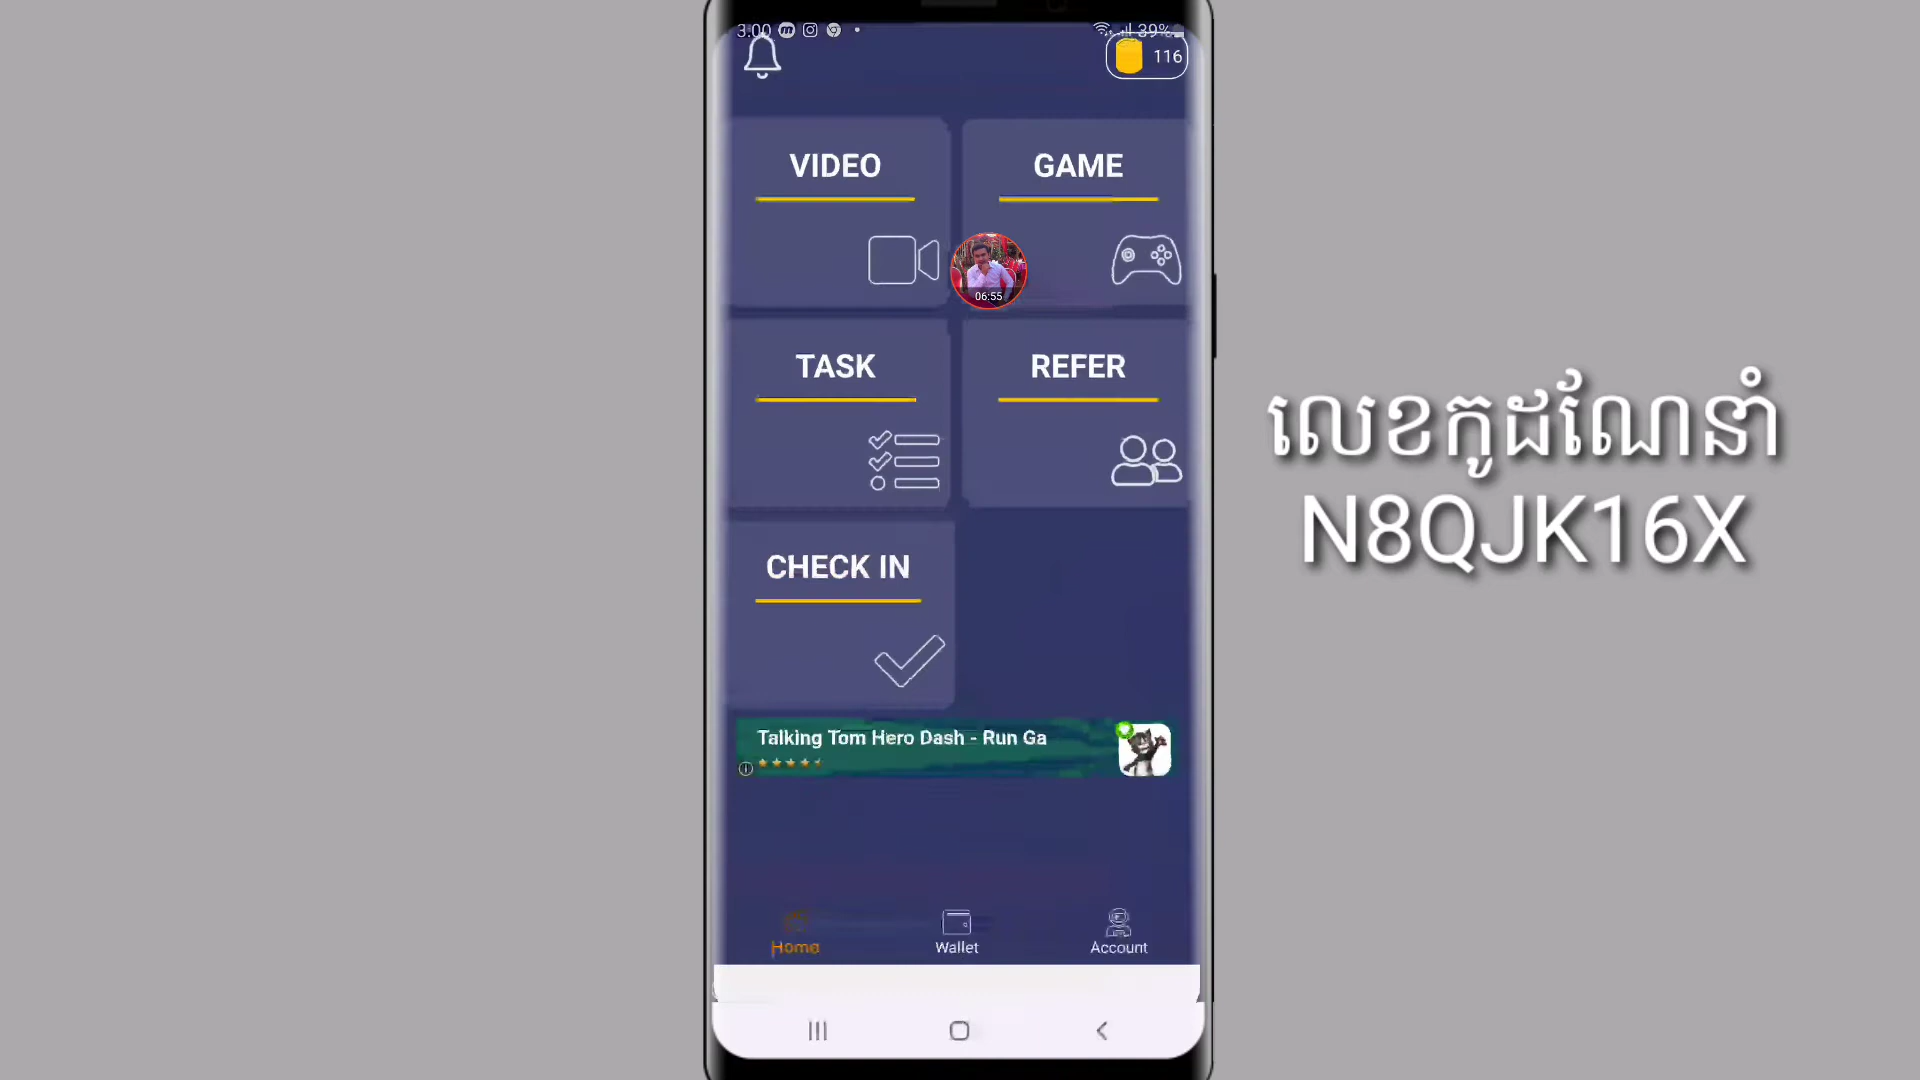 3:00
39%
116
VIDEO
GAME
06:55
TASK
REFER
CHECK IN
Talking Tom Hero Dash - Run Ga
Home
Wallet
Account
លេខកូដណែនាំ
N8QJK16X